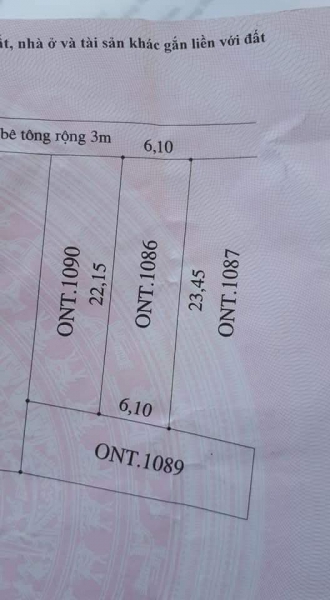 ất, nhà ở và tài sản khác gắn liền với đất
bê tông rộng 3m
6,10
ONT.1090
22,15
ONT.1086
23,45
ONT.1087
6,10
ONT.1089